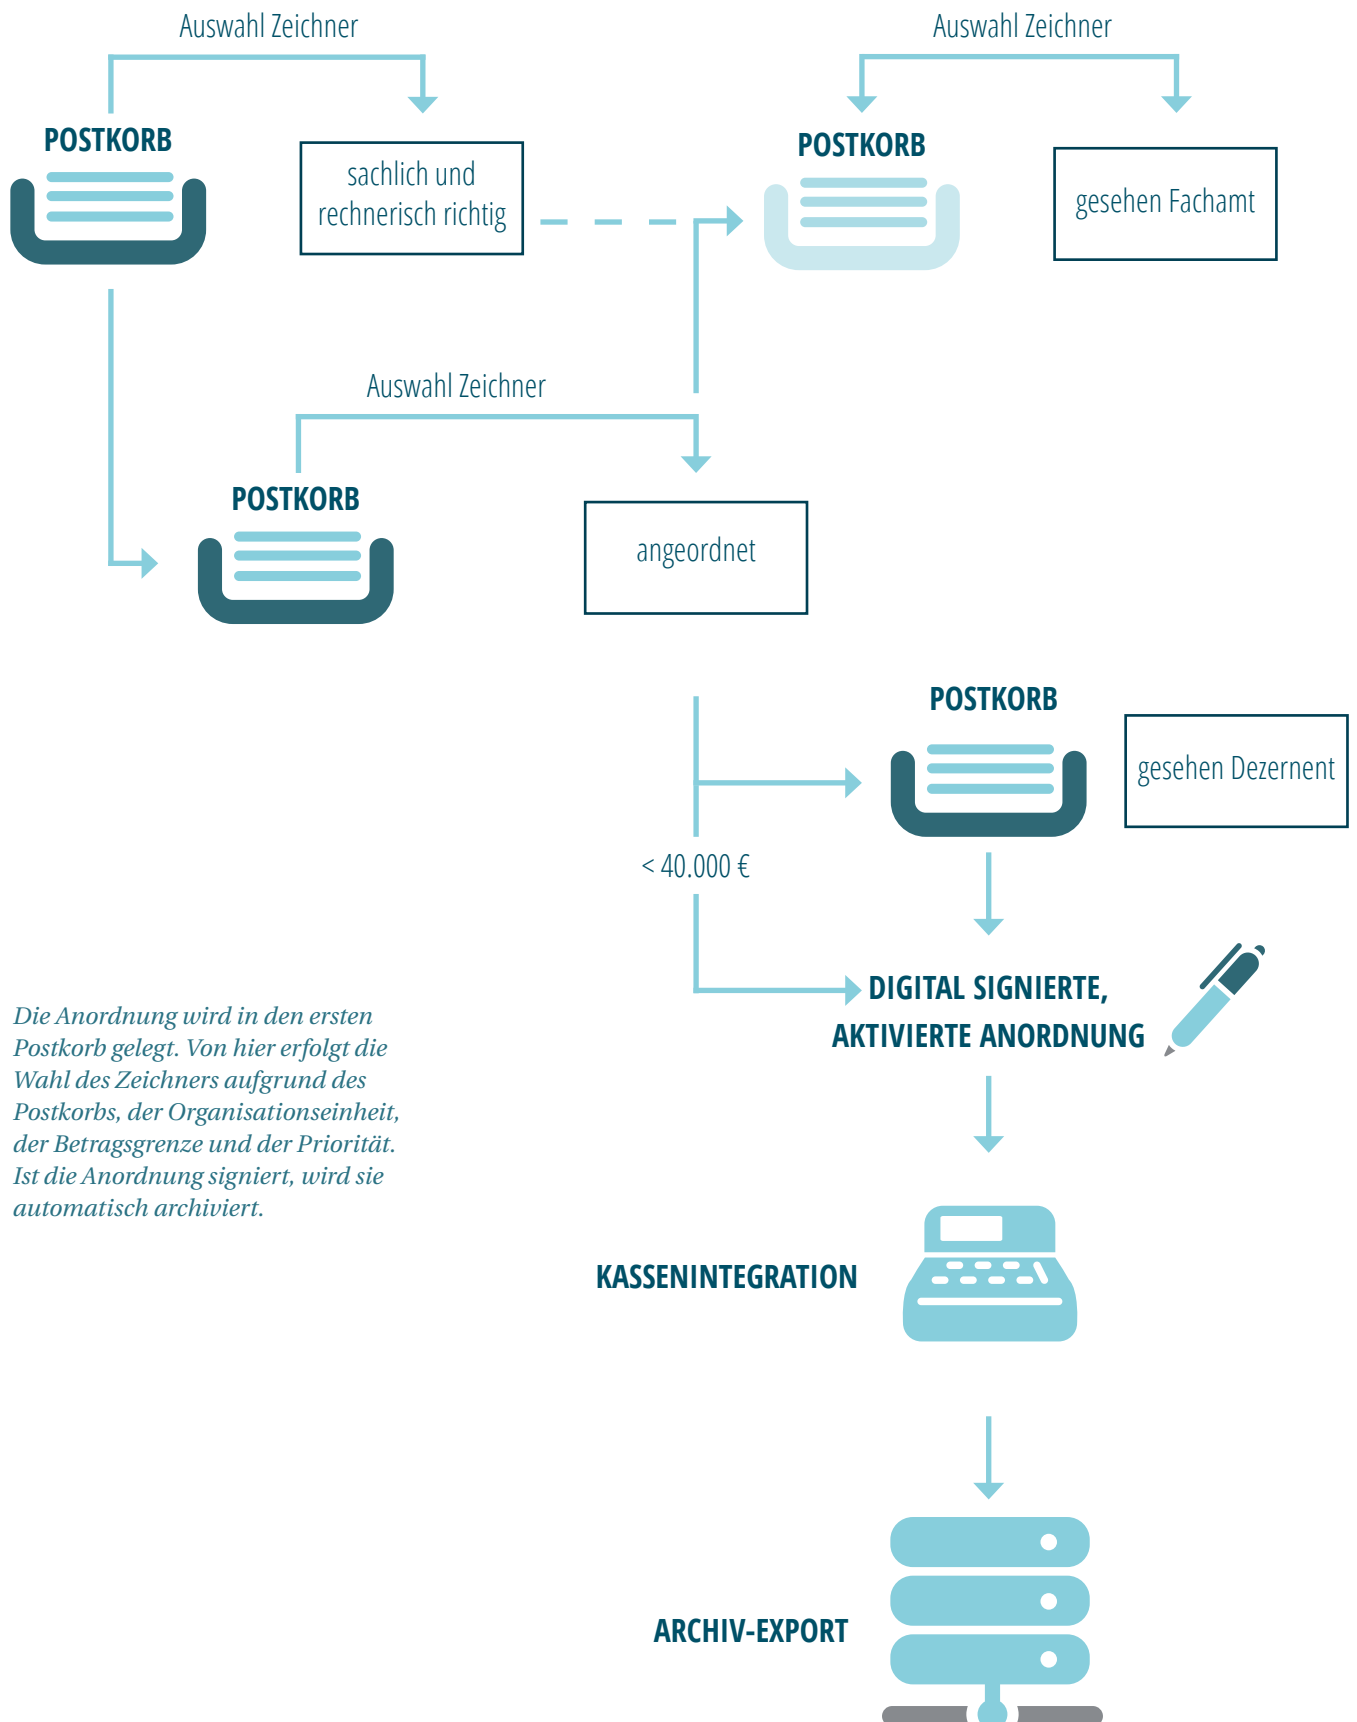 Auswahl Zeichner
Auswahl Zeichner
POSTKORB
sachlich und
rechnerisch richtig
POSTKORB
gesehen Fachamt
Auswahl Zeichner
POSTKORB
angeordnet
POSTKORB
gesehen Dezernent
< 40.000 €
DIGITAL SIGNIERTE,
AKTIVIERTE ANORDNUNG
Die Anordnung wird in den ersten
Postkorb gelegt. Von hier erfolgt die
Wahl des Zeichners aufgrund des
Postkorbs, der Organisationseinheit,
der Betragsgrenze und der Priorität.
Ist die Anordnung signiert, wird sie
automatisch archiviert.
KASSENINTEGRATION
ARCHIV-EXPORT